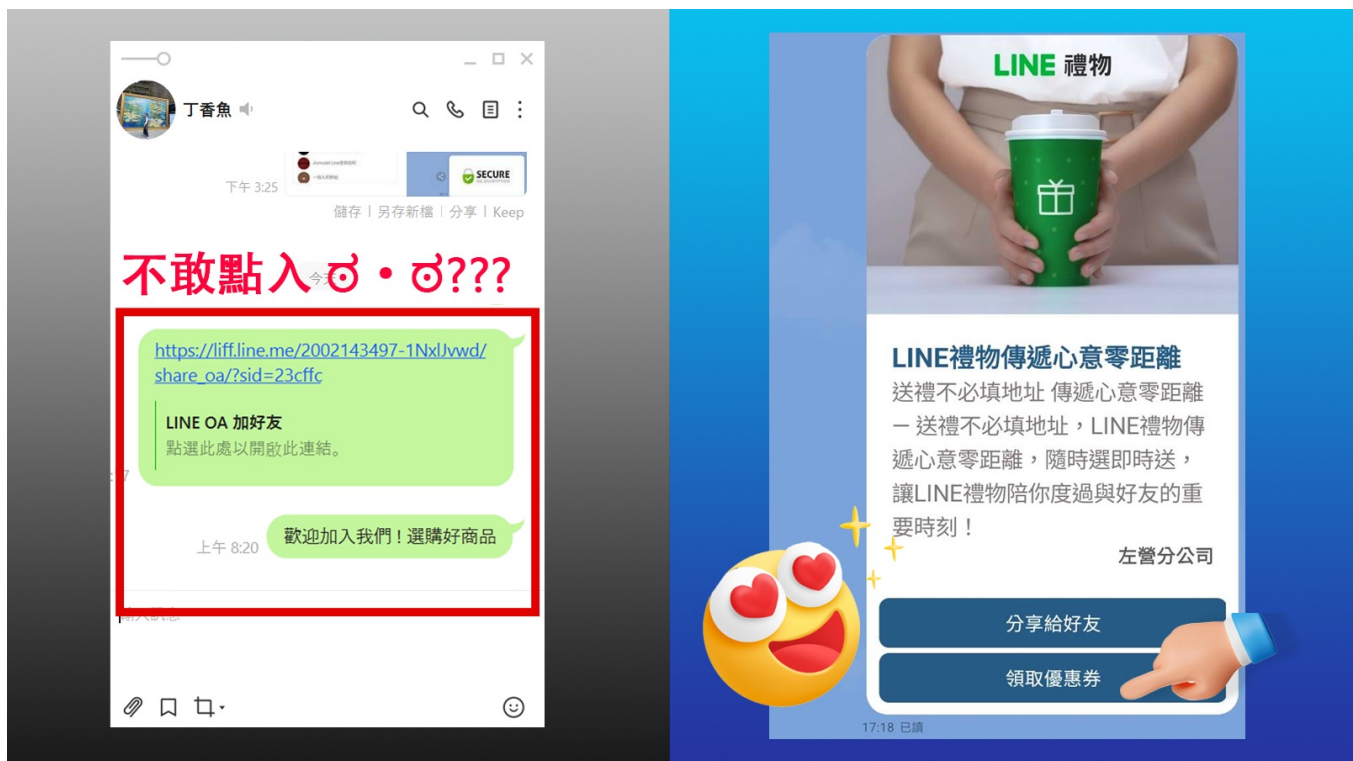 丁香魚
SECURE
下午 3:25
儲存 | 另存新檔 | 分享 | Keep
不敢點入ಠ・ಠ???
https://liff.line.me/2002143497-1NxlJvwd/
share_oa/?sid=23cffc
LINE OA 加好友
點選此處以開啟此連結。
上午 8:20
歡迎加入我們！選購好商品
LINE 禮物
LINE禮物傳遞心意零距離
送禮不必填地址 傳遞心意零距離
— 送禮不必填地址，LINE禮物傳
遞心意零距離，隨時選即時送，
讓LINE禮物陪你度過與好友的重
要時刻！
左營分公司
分享給好友
領取優惠券
17:18 已讀